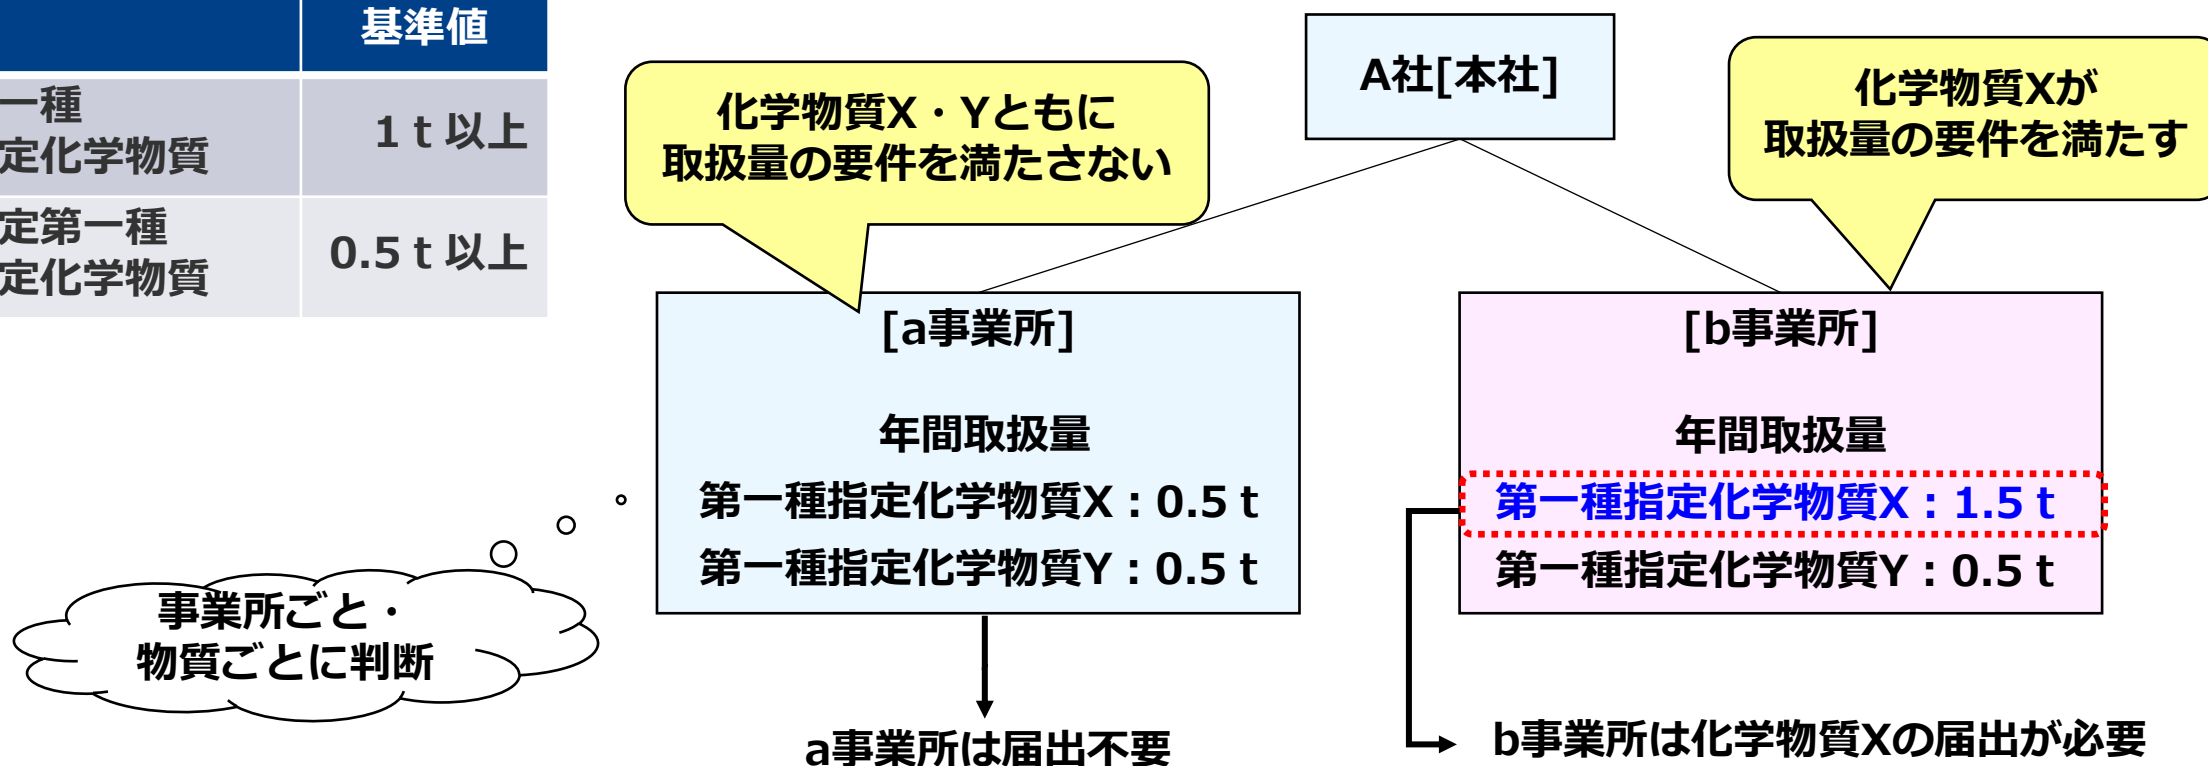 基準値
一種
定化学物質
1 t 以上
定第一種
定化学物質
0.5 t 以上
A社[本社]
化学物質X・Yともに
取扱量の要件を満たさない
化学物質Xが
取扱量の要件を満たす
[a事業所]
年間取扱量
第一種指定化学物質X：0.5 t
第一種指定化学物質Y：0.5 t
[b事業所]
年間取扱量
第一種指定化学物質X：1.5 t
第一種指定化学物質Y：0.5 t
事業所ごと・
物質ごとに判断
a事業所は届出不要
b事業所は化学物質Xの届出が必要